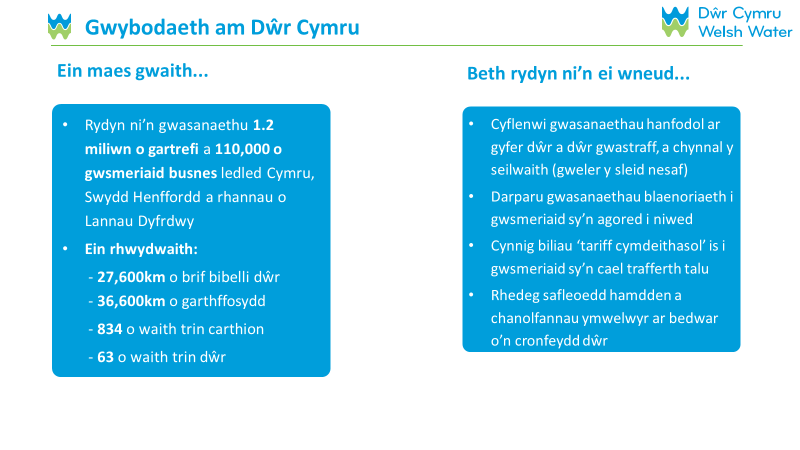 Gwybodaeth am Dŵr Cymru
Dŵr Cymru
Welsh Water
Ein maes gwaith...
• Rydyn ni'n gwasanaethu 1.2
miliwn o gartrefi a 110,000 o
gwsmeriaid busnes ledled Cymru,
Swydd Henffordd a rhannau o
Lannau Dyfrdwy
• Ein rhwydwaith:
- 27,600km o brif bibelli dŵr
- 36,600km o garthffosydd
- 834 o waith trin carthion
- 63 o waith trin dŵr
Beth rydyn ni'n ei wneud...
• Cyflenwi gwasanaethau hanfodol ar
gyfer dŵr a dŵr gwastraff, a chynnal y
seilwaith (gweler y sleid nesaf)
• Darparu gwasanaethau blaenoriaeth i
gwsmeriaid sy'n agored i niwed
• Cynnig biliau 'tariff cymdeithasol' is i
gwsmeriaid sy'n cael trafferth talu
• Rhedeg safleoedd hamdden a
chanolfannau ymwelwyr ar bedwar
o'n cronfeydd dŵr